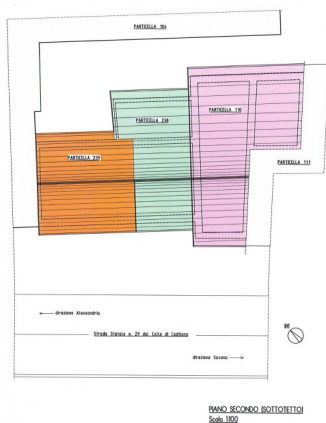 PARTICELLA 104
PARTICELLA 238
PARTICELLA 110
PARTICELLA 239
PARTICELLA 111
direzione Alessandria
Strada Statale n. 29 del Colle di Cadibona
direzione Savona
PIANO SECONDO (SOTTOTETTO)
Scala 1:100